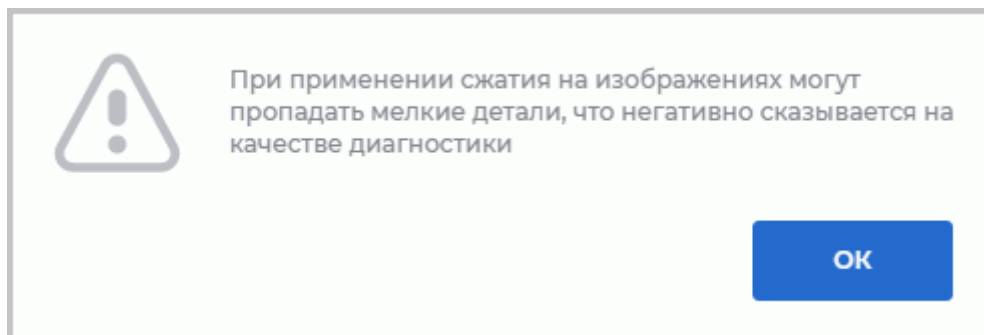 При применении сжатия на изображениях могут
пропадать мелкие детали, что негативно сказывается на
качестве диагностики
ОК